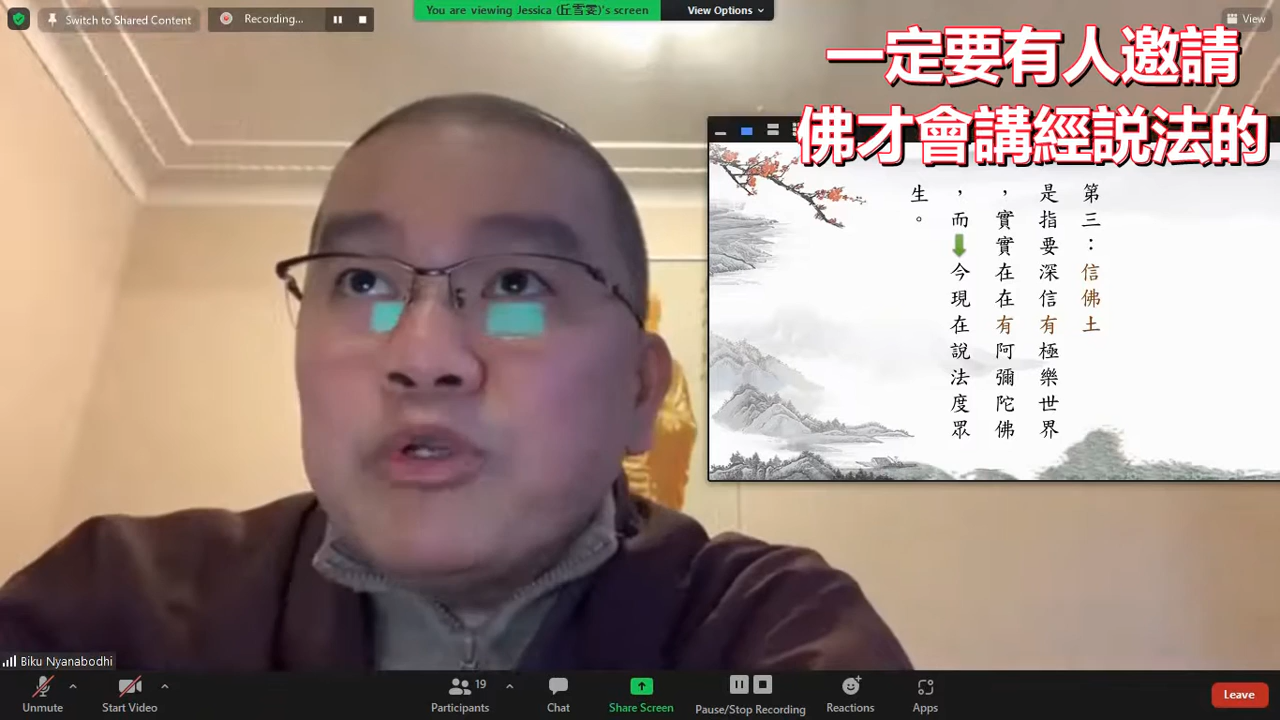 Switch to Shared Content
Recording...
You are viewing Jessica (丘雪雯)'s screen
View Options
View
一定要有人邀請
佛才會講經説法的
第三：信佛土
是指要深信有極樂世界
，實實在在有阿彌陀佛
，而今現在說法度眾
生。
Biku Nyanabodhi
Unmute
Start Video
19
Participants
Chat
Share Screen
Pause/Stop Recording
Reactions
Apps
Leave